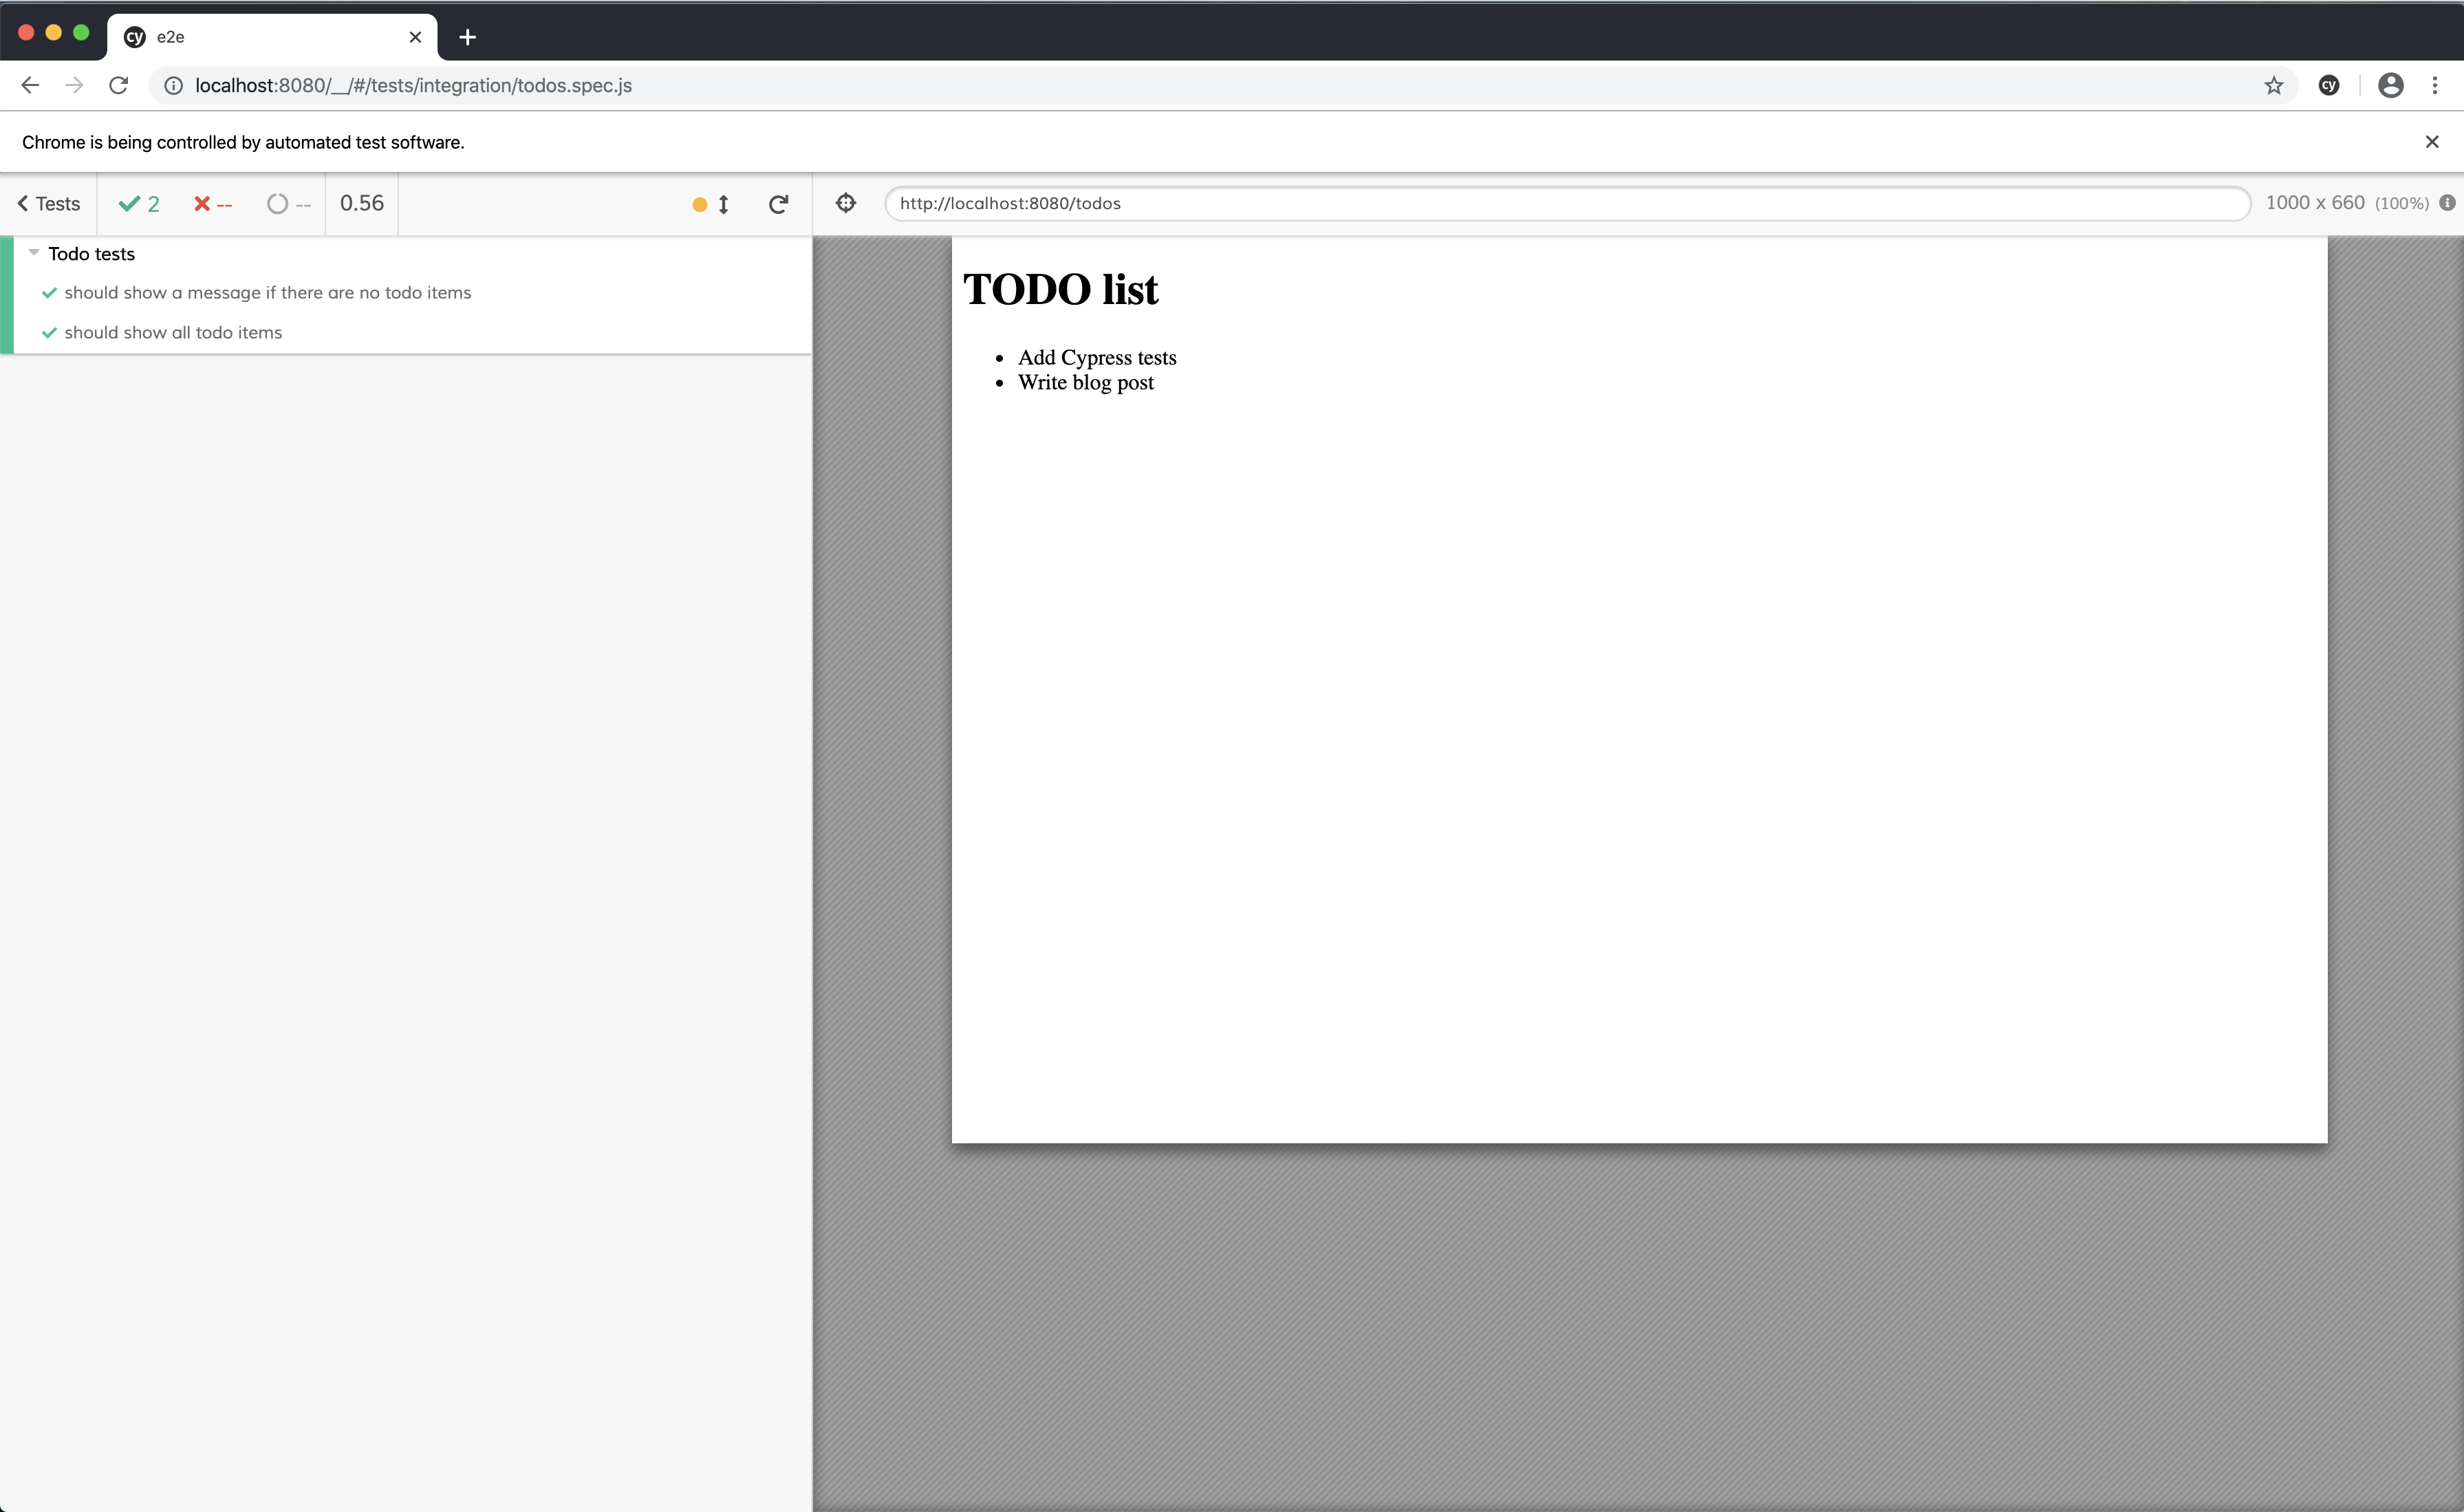 cy e2e
localhost:8080/__/#/tests/integration/todos.spec.js
cy
Chrome is being controlled by automated test software.
Tests 2 -- -- 0.56
http://localhost:8080/todos
1000 x 660 (100%)
Todo tests
should show a message if there are no todo items
should show all todo items
TODO list
• Add Cypress tests
• Write blog post